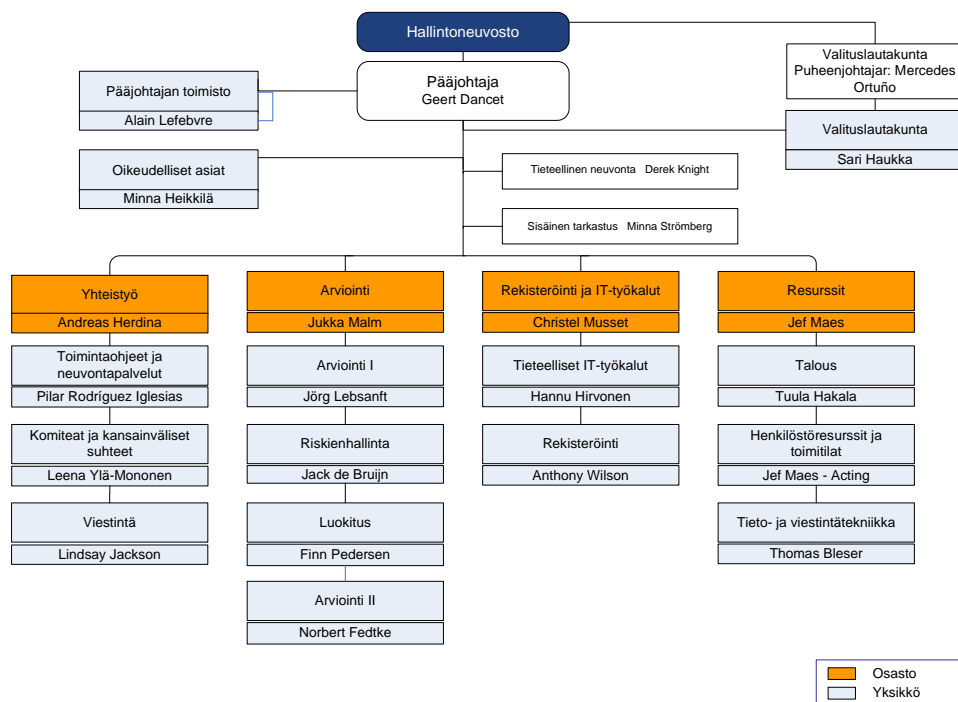 Hallintoneuvosto
Pääjohtaja
Geert Dancet
Valituslautakunta
Puheenjohtajar: Mercedes
Ortuño
Pääjohtajan toimisto
Alain Lefebvre
Valituslautakunta
Sari Haukka
Oikeudelliset asiat
Minna Heikkilä
Tieteellinen neuvonta Derek Knight
Sisäinen tarkastus Minna Strömberg
Yhteistyö
Andreas Herdina
Toimintaohjeet ja
neuvontapalvelut
Pilar Rodríguez Iglesias
Komiteat ja kansainväliset
suhteet
Leena Ylä-Mononen
Viestintä
Lindsay Jackson
Arviointi
Jukka Malm
Arviointi I
Jörg Lebsanft
Riskienhallinta
Jack de Bruijn
Luokitus
Finn Pedersen
Arviointi II
Norbert Fedtke
Rekisteröinti ja IT-työkalut
Christel Musset
Tieteelliset IT-työkalut
Hannu Hirvonen
Rekisteröinti
Anthony Wilson
Resurssit
Jef Maes
Talous
Tuula Hakala
Henkilöstöresurssit ja
toimitilat
Jef Maes - Acting
Tieto- ja viestintätekniikka
Thomas Bleser
Osasto
Yksikkö